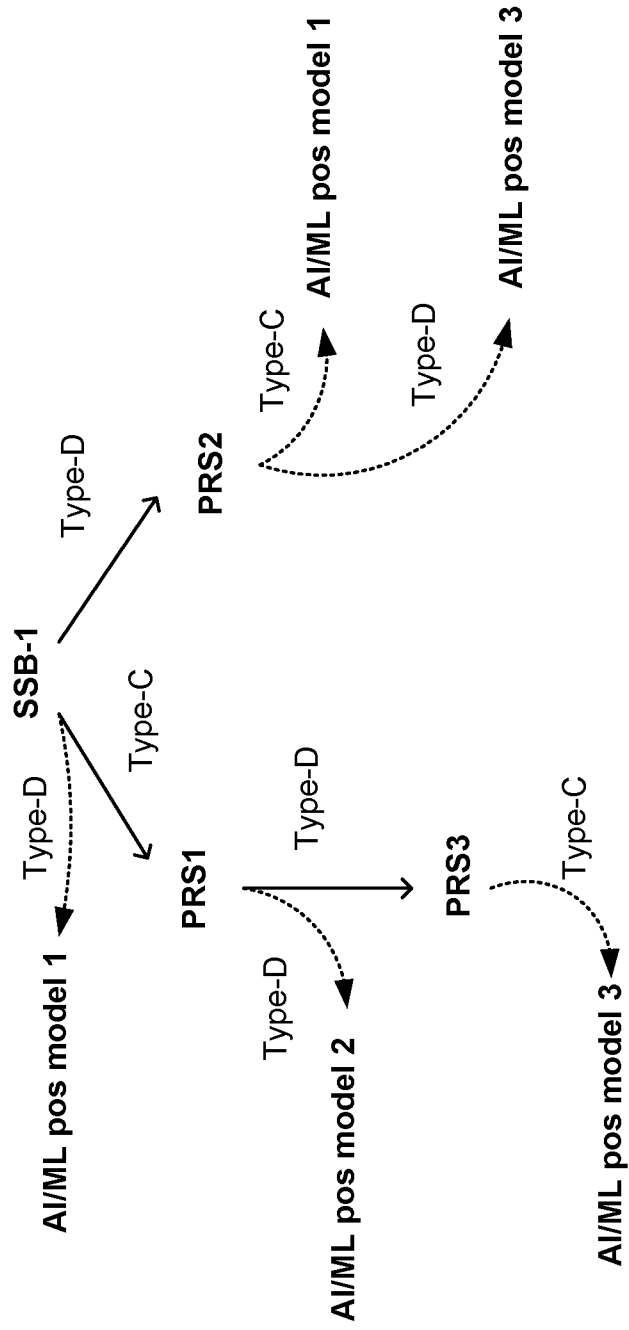 SSB-1
Type-D
AI/ML pos model 1
Type-C
Type-D
PRS1
PRS2
Type-D
AI/ML pos model 2
Type-D
Type-C
AI/ML pos model 1
PRS3
Type-D
Type-C
AI/ML pos model 3
AI/ML pos model 3